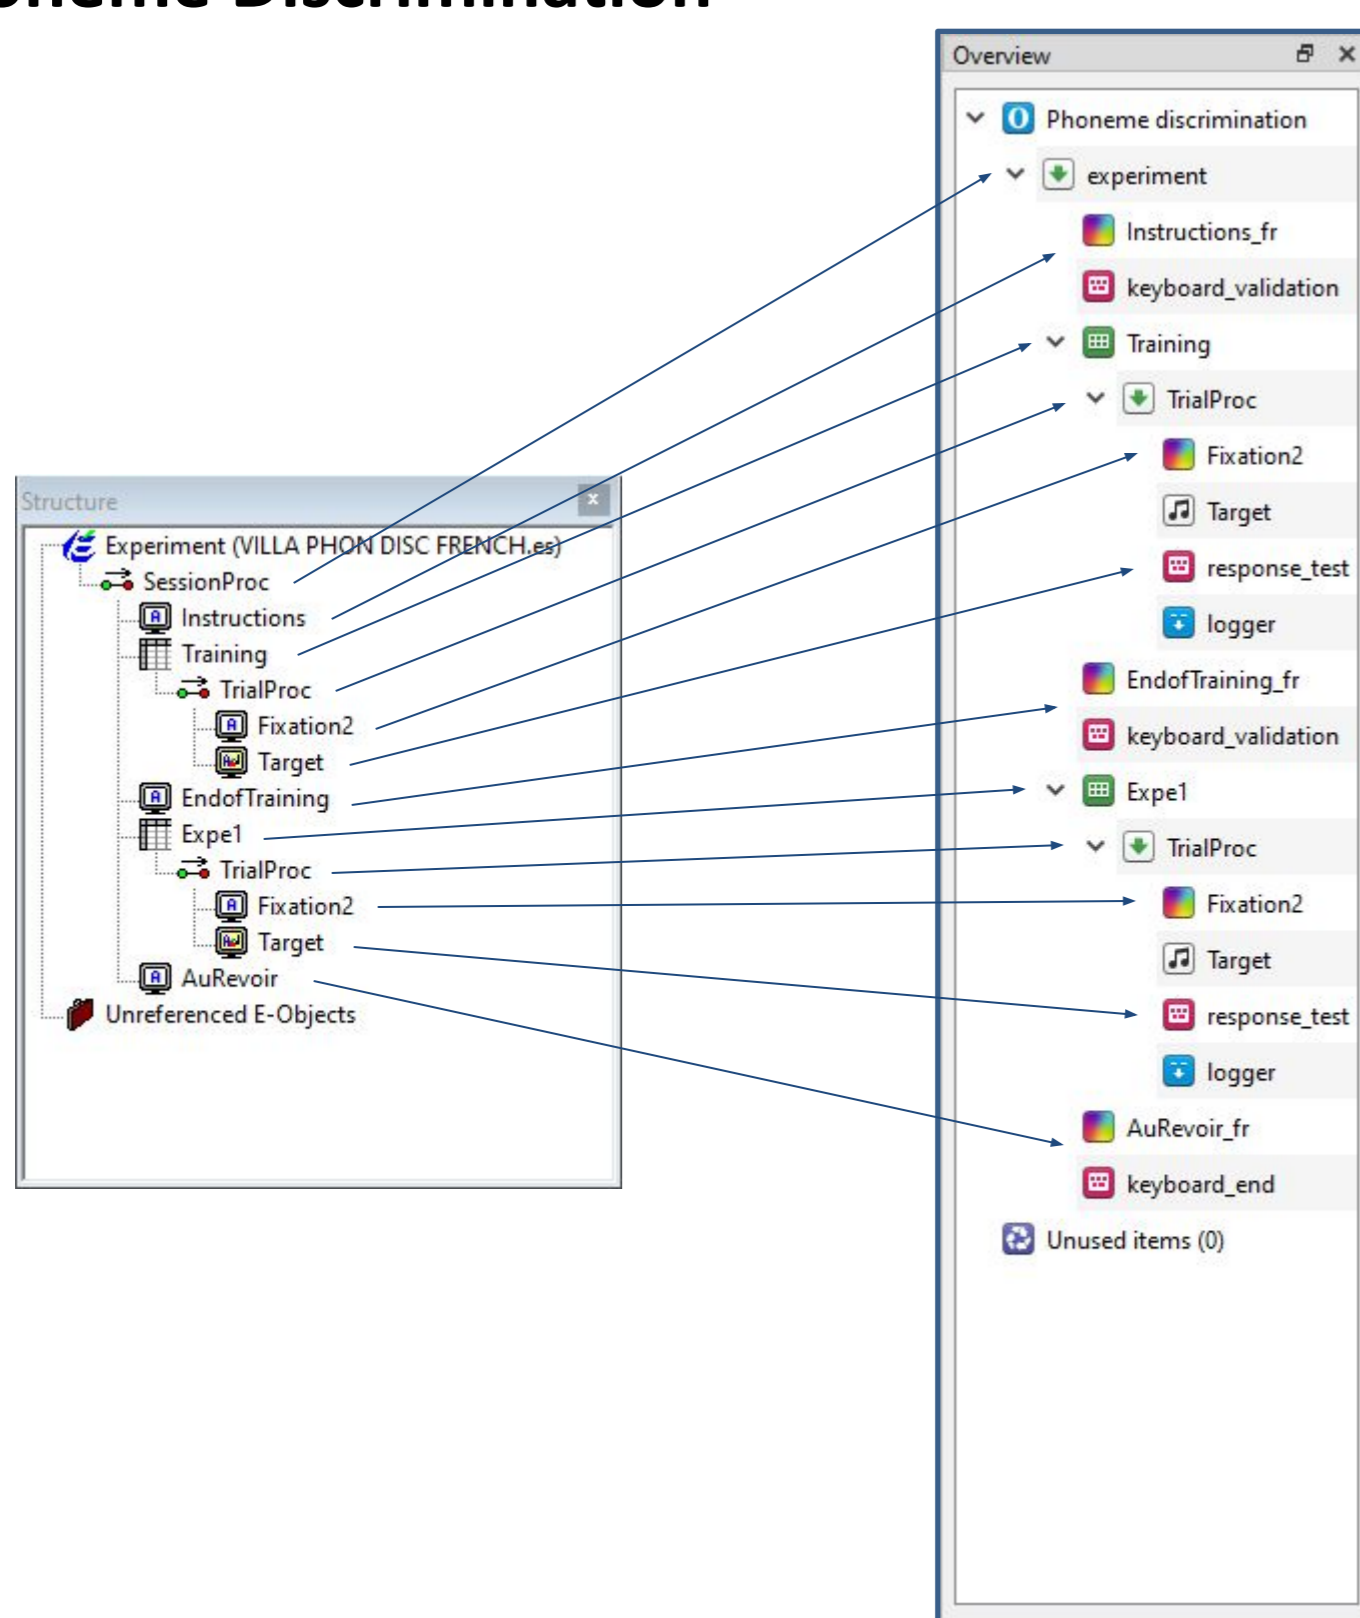 Discrimination
Structure
Experiment (VILLA PHON DISC FRENCH.es)
SessionProc
Instructions
Training
TrialProc
Fixation2
Target
EndofTraining
Expe1
TrialProc
Fixation2
Target
AuRevoir
Unreferenced E-Objects
Overview
Phoneme discrimination
experiment
Instructions_fr
keyboard_validation
Training
TrialProc
Fixation2
Target
response_test
logger
EndofTraining_fr
keyboard_validation
Expe1
TrialProc
Fixation2
Target
response_test
logger
AuRevoir_fr
keyboard_end
Unused items (0)